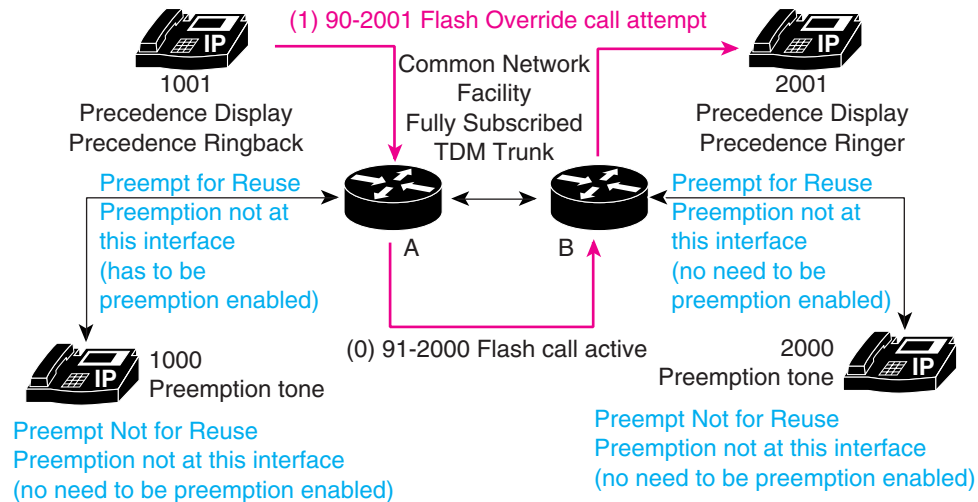 (1) 90-2001 Flash Override call attempt
IP
1001
Precedence Display
Precedence Ringback
Common Network
Facility
Fully Subscribed
TDM Trunk
IP
2001
Precedence Display
Precedence Ringer
Preempt for Reuse
Preemption not at
this interface
(has to be
preemption enabled)
A
B
Preempt for Reuse
Preemption not at
this interface
(no need to be
preemption enabled)
(0) 91-2000 Flash call active
IP
1000
Preemption tone
2000
Preemption tone
IP
Preempt Not for Reuse
Preemption not at this interface
(no need to be preemption enabled)
Preempt Not for Reuse
Preemption not at this interface
(no need to be preemption enabled)